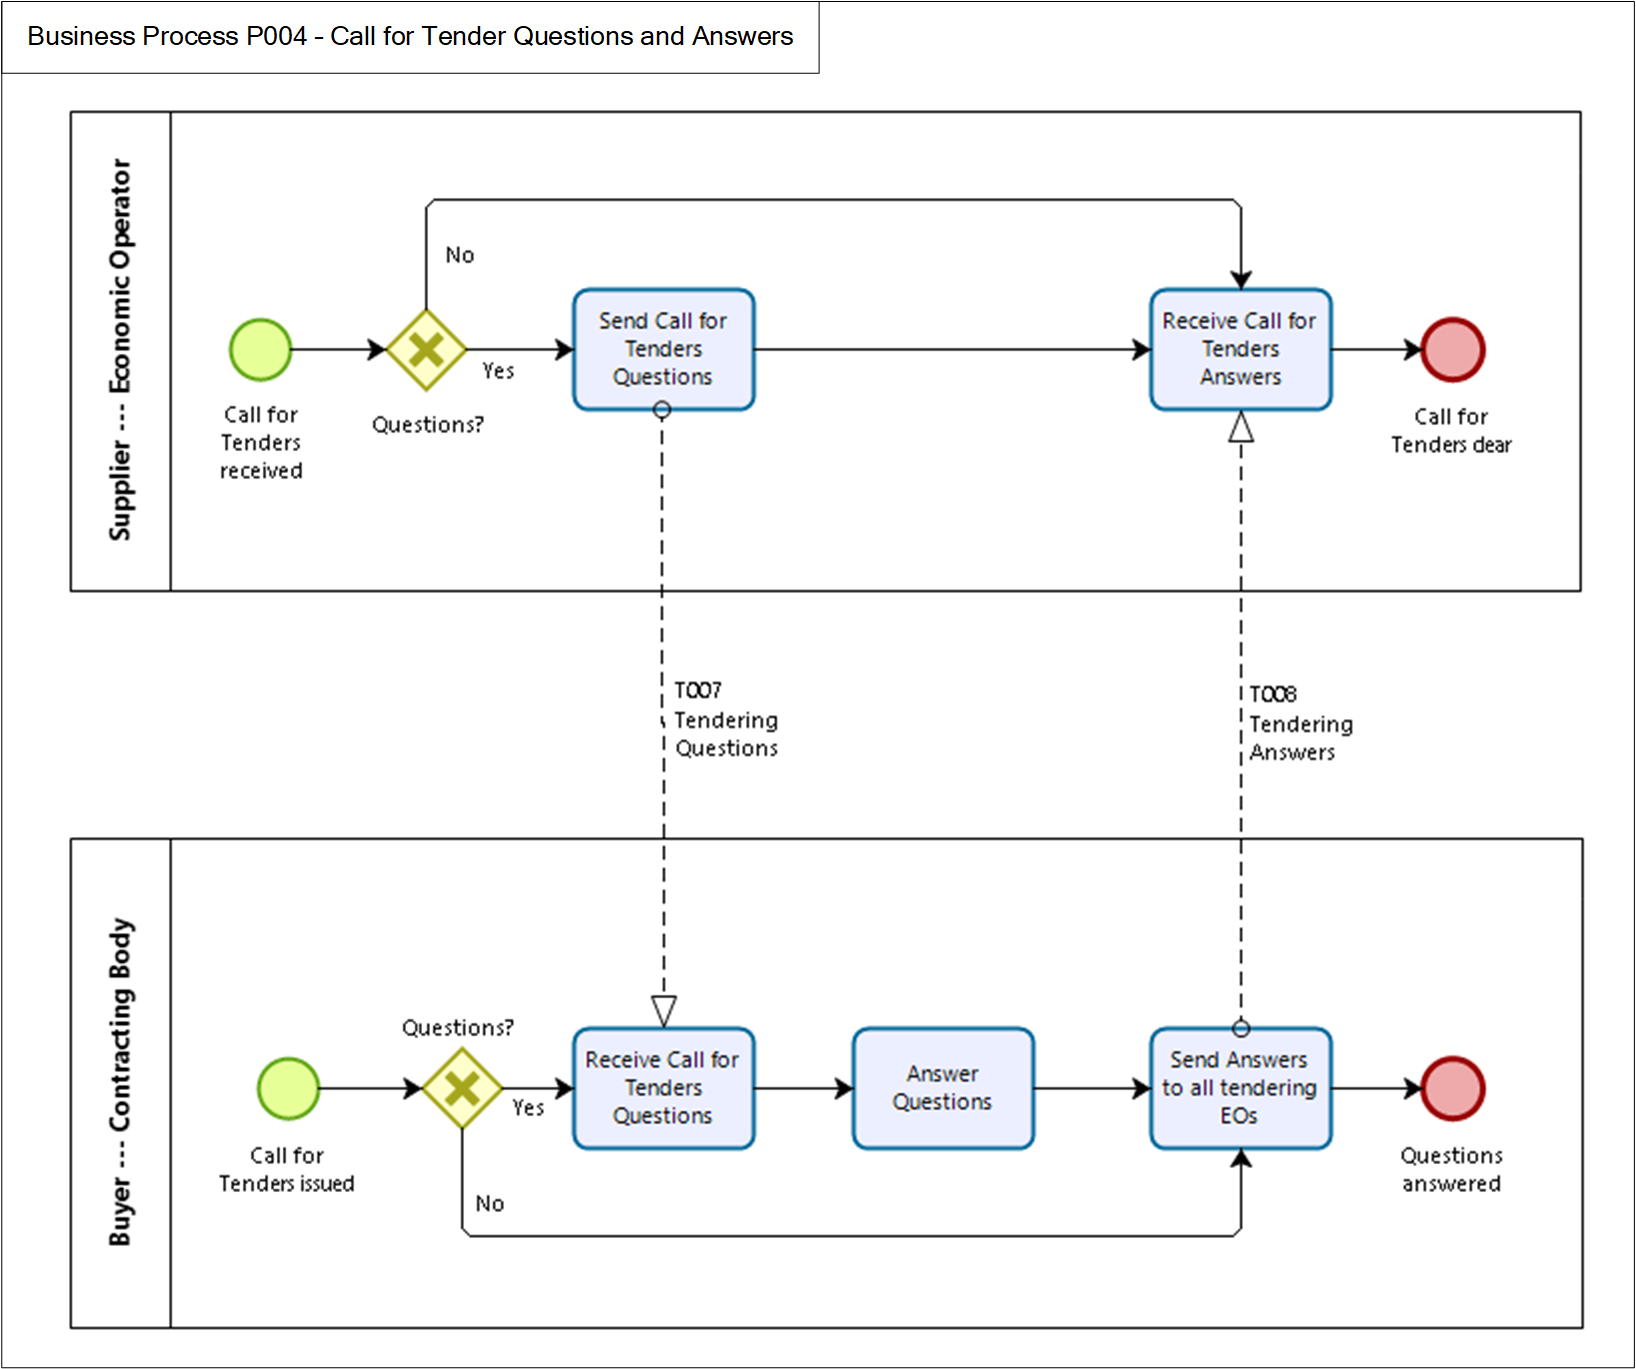 Business Process P004 - Call for Tender Questions and Answers
Supplier --- Economic Operator
No
Call for
Tenders
received
Yes
Questions?
Send Call for
Tenders
Questions
Receive Call for
Tenders
Answers
Call for
Tenders dear
T007
Tendering
Questions
T008
Tendering
Answers
Buyer --- Contracting Body
Call for
Tenders issued
Questions?
Yes
No
Receive Call for
Tenders
Questions
Answer
Questions
Send Answers
to all tendering
EOs
Questions
answered